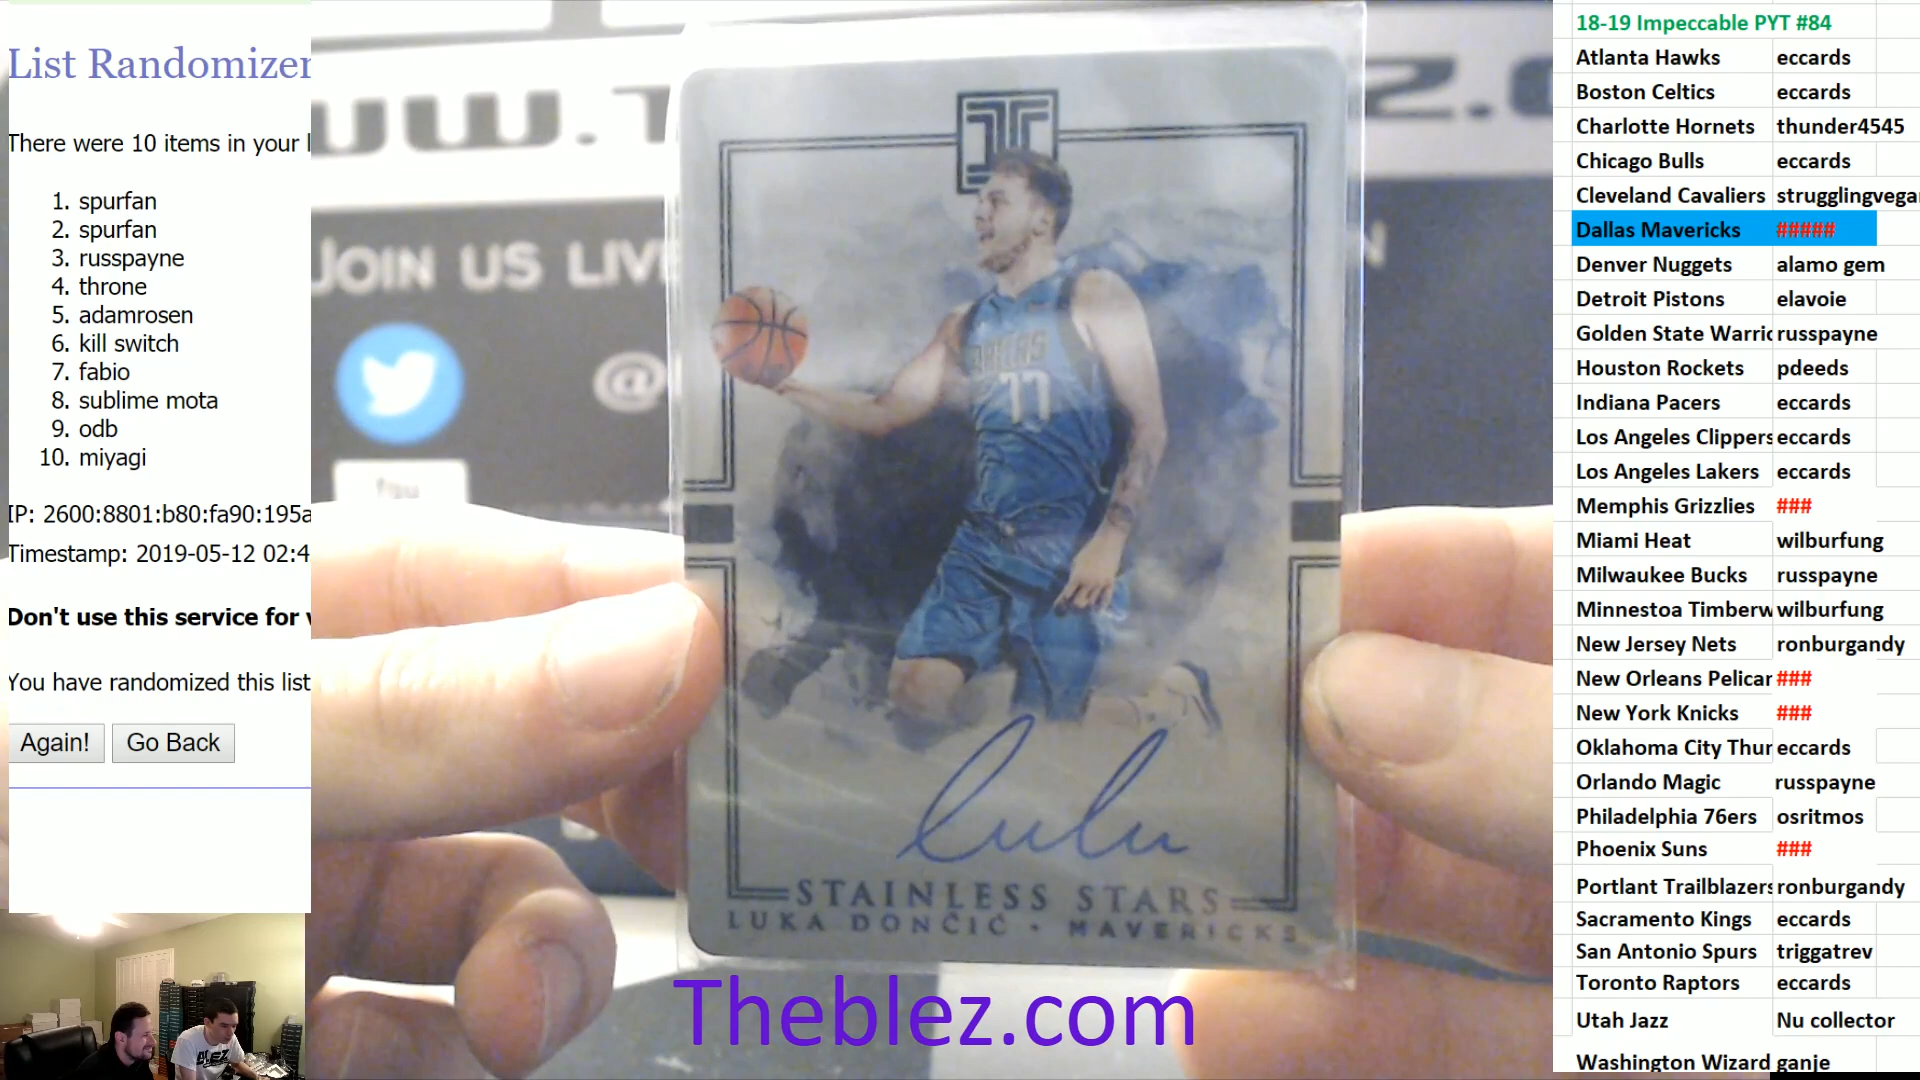 List Randomizer
There were 10 items in your
1. spurfan
2. spurfan
3. russpayne
4. throne
5. adamrosen
6. kill switch
7. fabio
8. sublime mota
9. odb
10. miyagi
IP: 2600:8801:b80:fa90:195a
Timestamp: 2019-05-12 02:4
Don't use this service for
You have randomized this list
Again! Go Back
JOIN US LIV
@
You
77
lulu
STAINLESS STARS
LUKA DONČIĆ · MAVERICKS
Theblez.com
18-19 Impeccable PYT #84
Atlanta Hawks eccards
Boston Celtics eccards
Charlotte Hornets thunder4545
Chicago Bulls eccards
Cleveland Cavaliers strugglingvega
Dallas Mavericks #####
Denver Nuggets alamo gem
Detroit Pistons elavoie
Golden State Warric russpayne
Houston Rockets pdeeds
Indiana Pacers eccards
Los Angeles Clippers eccards
Los Angeles Lakers eccards
Memphis Grizzlies ###
Miami Heat wilburfung
Milwaukee Bucks russpayne
Minnestoa Timberw wilburfung
New Jersey Nets ronburgandy
New Orleans Pelicar ###
New York Knicks ###
Oklahoma City Thur eccards
Orlando Magic russpayne
Philadelphia 76ers osritmos
Phoenix Suns ###
Portlant Trailblazers ronburgandy
Sacramento Kings eccards
San Antonio Spurs triggatrev
Toronto Raptors eccards
Utah Jazz Nu collector
Washington Wizard ganje